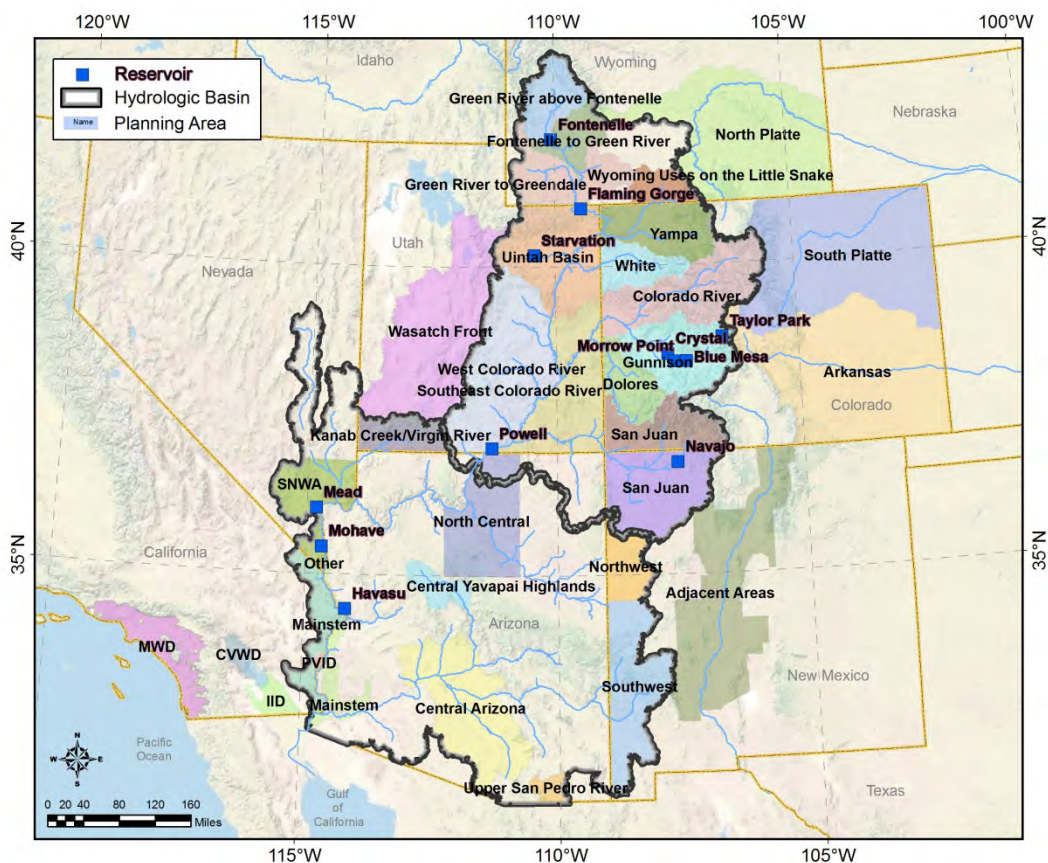 120°W
115°W
110°W
105°W
100°W
Reservoir
Hydrologic Basin
Name
Planning Area
Idaho
Wyoming
Nebraska
Green River above Fontenelle
Fontenelle
Fontenelle to Green River
North Platte
Wyoming Uses on the Little Snake
Green River to Greendale
Flaming Gorge
40°N
40°N
Utah
Nevada
Starvation
Uintah Basin
Yampa
White
South Platte
Colorado River
Wasatch Front
Taylor Park
Morrow Point
Crystal
Blue Mesa
Gunnison
West Colorado River
Southeast Colorado River
Dolores
Arkansas
Colorado
Kanab Creek/Virgin River
Powell
San Juan
Navajo
San Juan
SNWA
Mead
North Central
Mohave
Other
California
35°N
35°N
Northwest
Central Yavapai Highlands
Adjacent Areas
Havasu
Mainstem
Arizona
MWD
CVWD
PVID
New Mexico
IID
Mainstem
Central Arizona
Southwest
Pacific
Ocean
N
W
E
S
Gulf
of
California
Upper San Pedro River
Texas
0 20 40 80 120 160
Miles